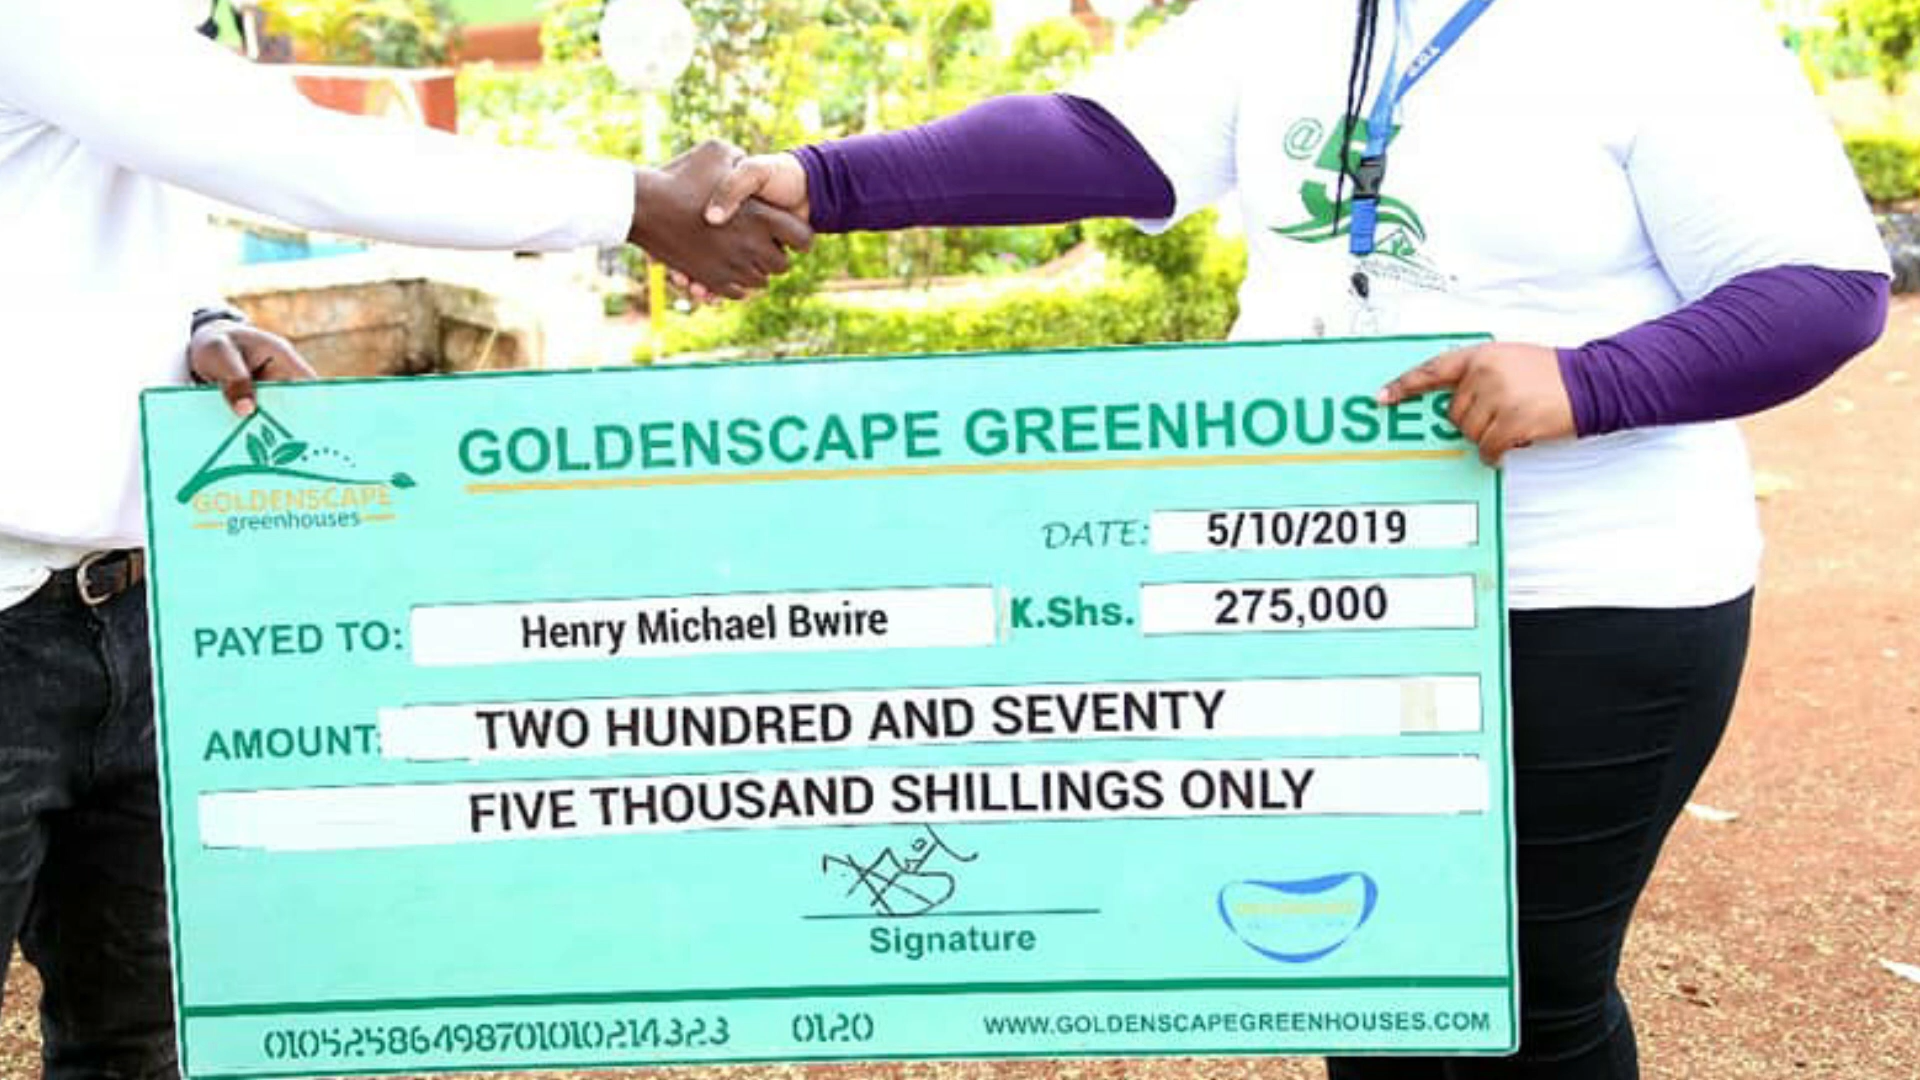 @
GOLDENSCAPE GREENHOUSES
GOLDENSCAPE
greenhouses
DATE: 5/10/2019
PAYED TO: Henry Michael Bwire K.Shs. 275,000
AMOUNT: TWO HUNDRED AND SEVENTY
FIVE THOUSAND SHILLINGS ONLY
Signature
01052586498701010214323 0120 WWW.GOLDENSCAPEGREENHOUSES.COM